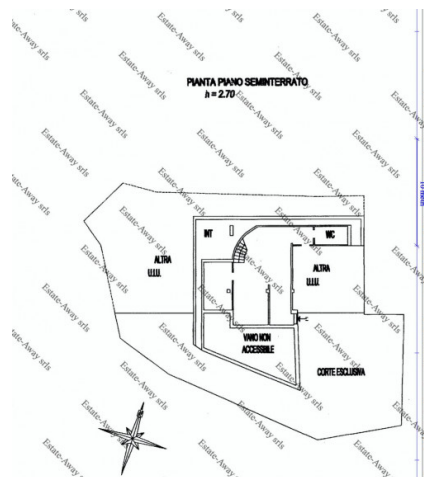 PIANTA PIANO SEMINTERRATO
h = 2.70
INT
WC
ALTRA
U.I.U.
ALTRA
U.I.U.
VANO NON
ACCESSIBILE
CORTE ESCLUSIVA
Estate-Away srls